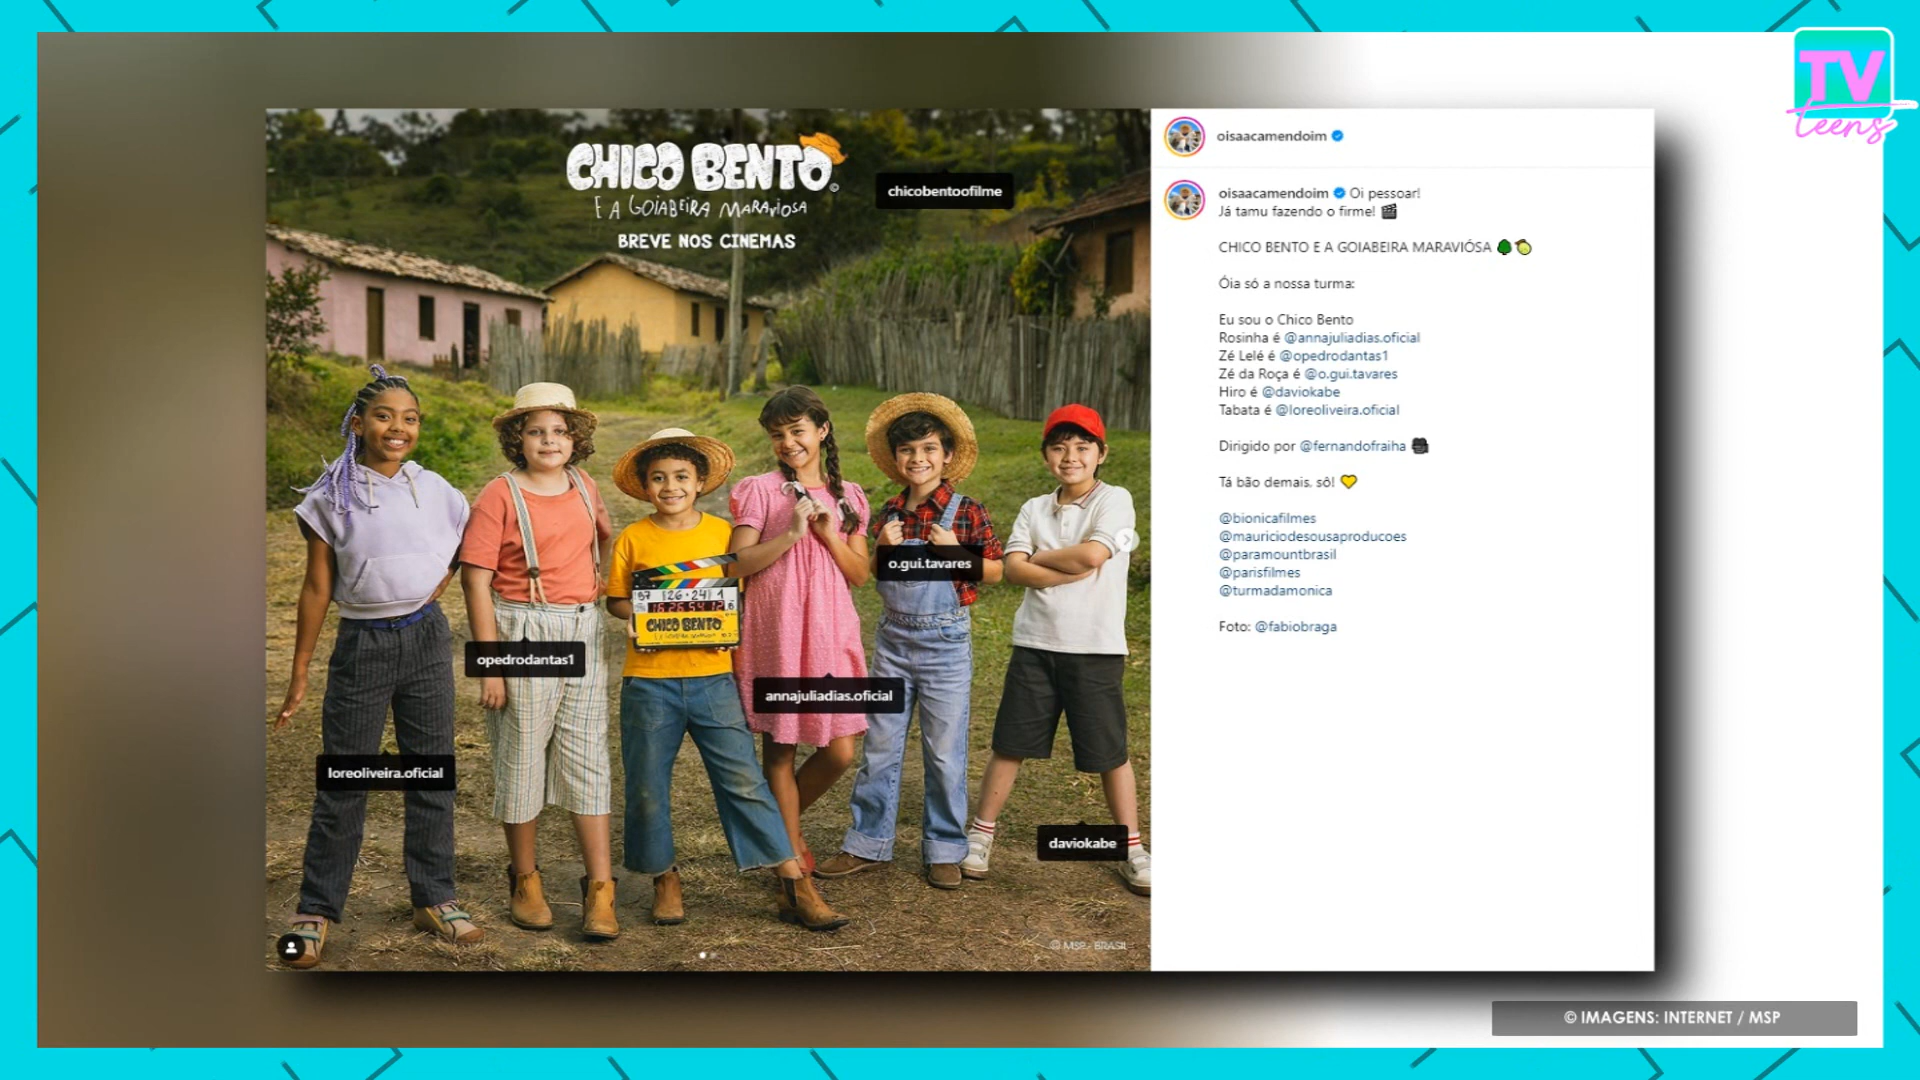 TV
teens
CHICO BENTO
E A GOIABEIRA MARAVIOSA
BREVE NOS CINEMAS
chicobentoofilme
oisaacamendoim
oisaacamendoim Oi pessoar!
Já tamu fazendo o firme! 🎬
CHICO BENTO E A GOIABEIRA MARAVIÓSA 🌳🍈
Óia só a nossa turma:
Eu sou o Chico Bento
Rosinha é @annajuliadias.oficial
Zé Lelé é @opedrodantas1
Zé da Roça é @o.gui.tavares
Hiro é @daviokabe
Tabata é @loreoliveira.oficial
Dirigido por @fernandofraiha 🎥
Tá bão demais, sô! 💛
@bionicafilmes
@mauriciodesousaproducoes
@paramountbrasil
@parisfilmes
@turmadamonica
Foto: @fabiobraga
o.gui.tavares
CHICO BENTO
opedrodantas1
annajuliadias.oficial
loreoliveira.oficial
daviokabe
© MSP - BRASIL
© IMAGENS: INTERNET / MSP